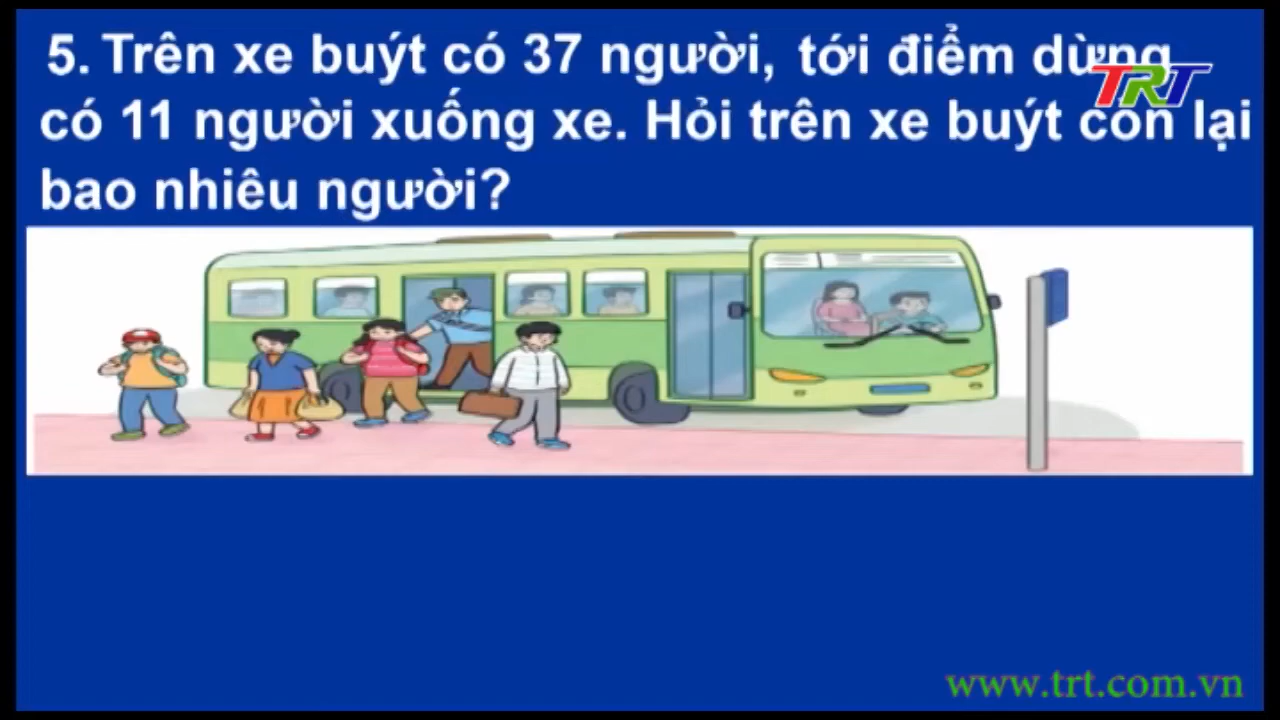 5. Trên xe buýt có 37 người, tới điểm dừng
có 11 người xuống xe. Hỏi trên xe buýt còn lại
bao nhiêu người?
TRT
www.trt.com.vn